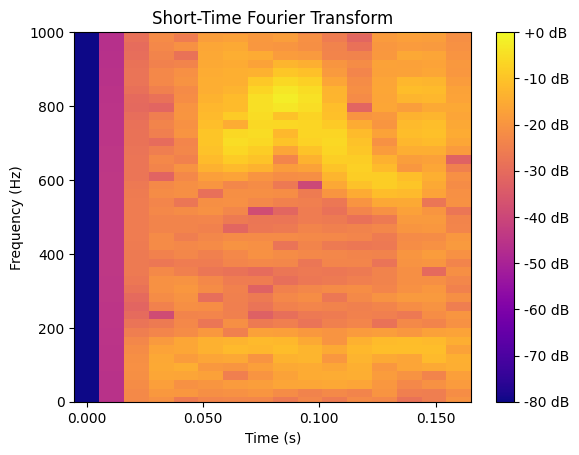 Short-Time Fourier Transform
Frequency (Hz)
1000
800
600
400
200
0
0.000
0.050
0.100
0.150
Time (s)
+0 dB
-10 dB
-20 dB
-30 dB
-40 dB
-50 dB
-60 dB
-70 dB
-80 dB